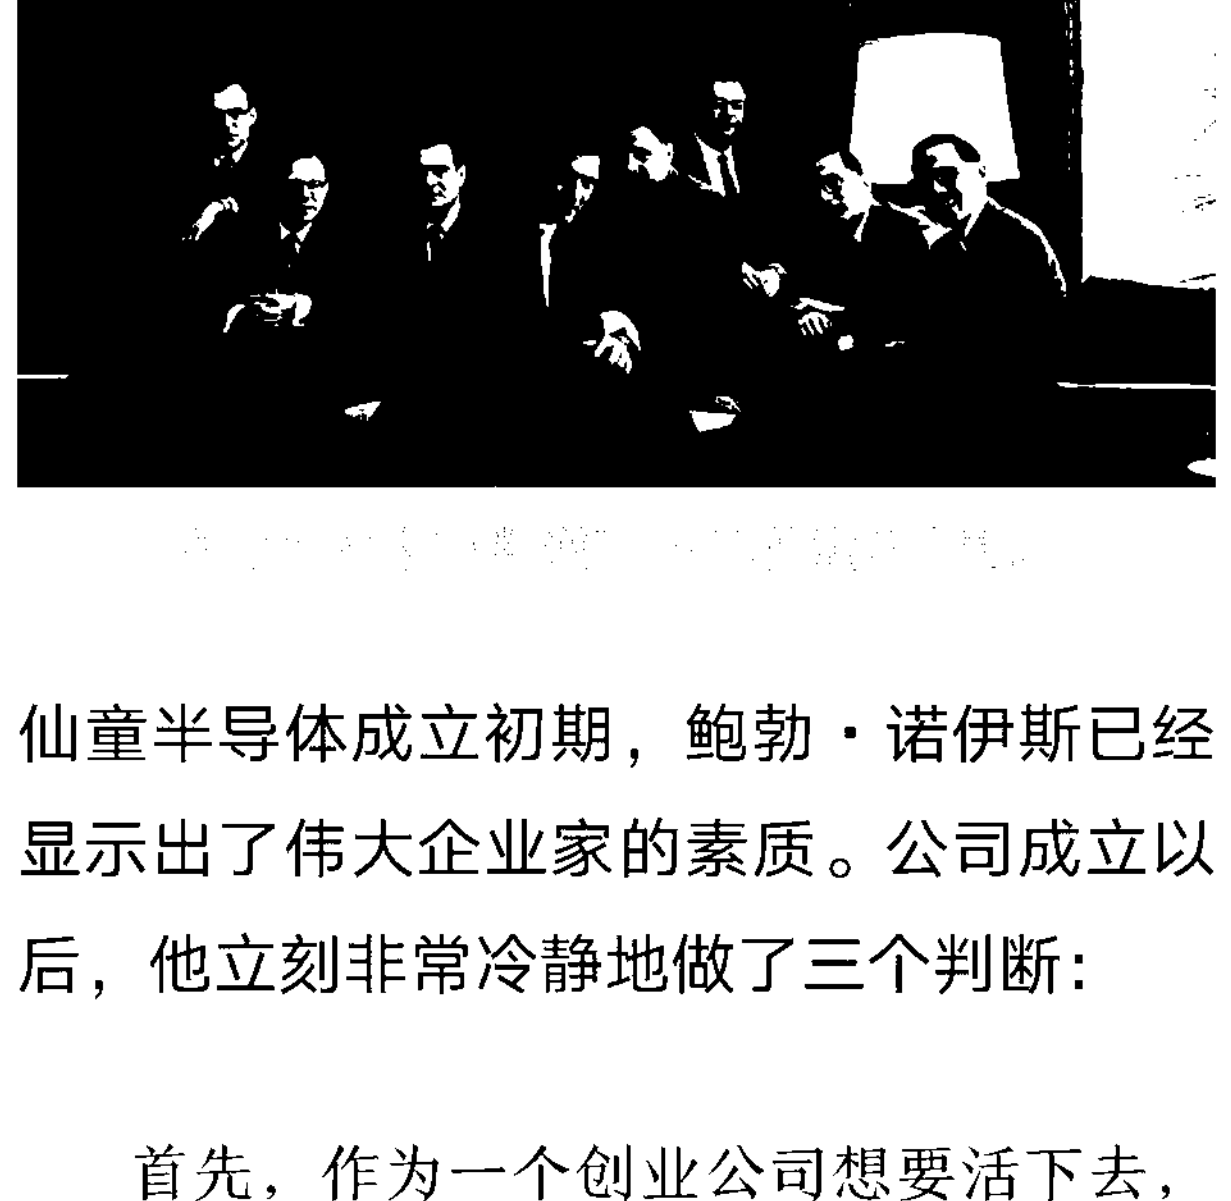 仙童半导体成立初期，鲍勃·诺伊斯已经
显示出了伟大企业家的素质。公司成立以
后，他立刻非常冷静地做了三个判断：
首先，作为一个创业公司想要活下去，